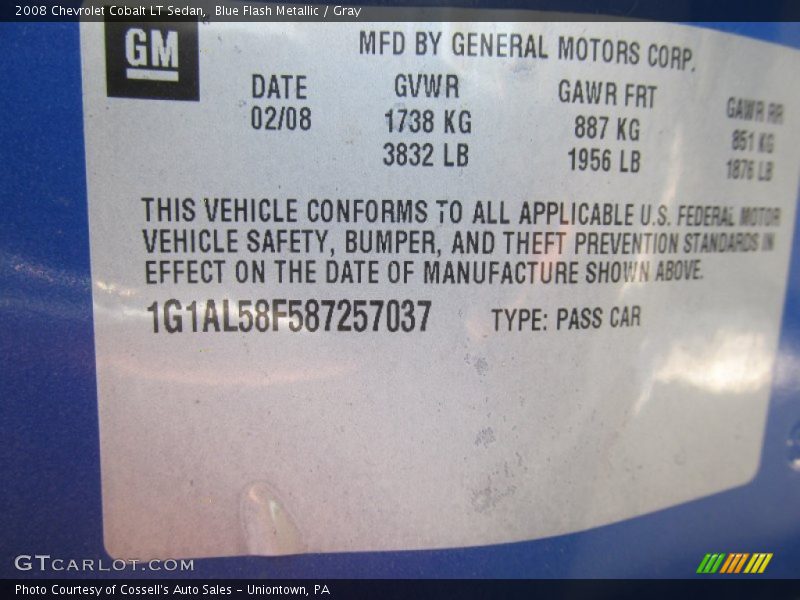 2008 Chevrolet Cobalt LT Sedan,  Blue Flash Metallic / Gray
GM
MFD BY GENERAL MOTORS CORP.
DATE GVWR GAWR FRT GAWR RR
02/08 1738 KG 887 KG 851 KG
3832 LB 1956 LB 1876 LB
THIS VEHICLE CONFORMS TO ALL APPLICABLE U.S. FEDERAL MOTOR
VEHICLE SAFETY, BUMPER, AND THEFT PREVENTION STANDARDS IN
EFFECT ON THE DATE OF MANUFACTURE SHOWN ABOVE.
1G1AL58F587257037 TYPE: PASS CAR
GTCARLOT.COM
Photo Courtesy of Cossell's Auto Sales – Uniontown, PA